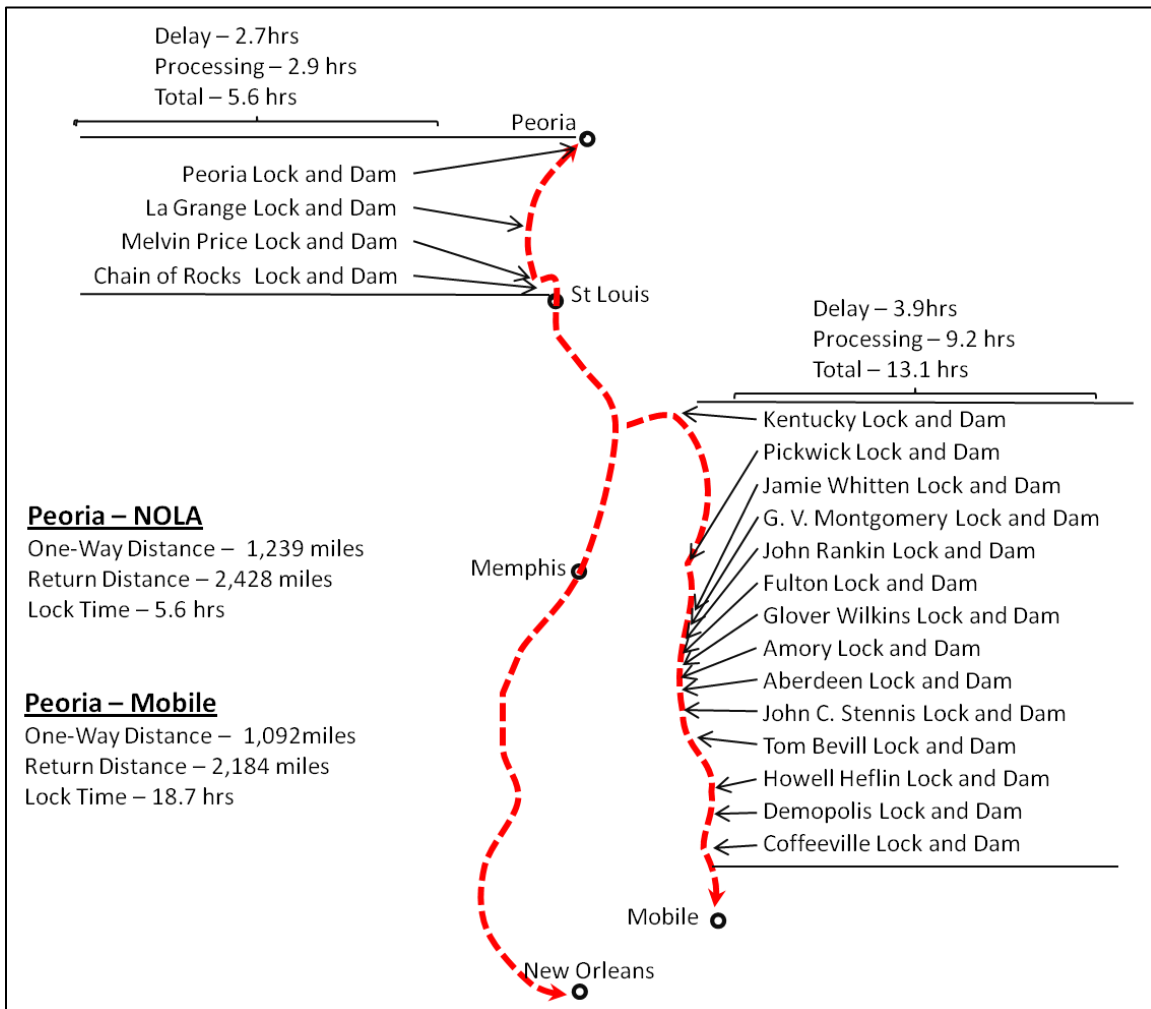 Delay – 2.7hrs
Processing – 2.9 hrs
Total – 5.6 hrs
Peoria
Peoria Lock and Dam
La Grange Lock and Dam
Melvin Price Lock and Dam
Chain of Rocks  Lock and Dam
St Louis
Delay – 3.9hrs
Processing – 9.2 hrs
Total – 13.1 hrs
Kentucky Lock and Dam
Pickwick Lock and Dam
Jamie Whitten Lock and Dam
G. V. Montgomery Lock and Dam
John Rankin Lock and Dam
Fulton Lock and Dam
Glover Wilkins Lock and Dam
Amory Lock and Dam
Aberdeen Lock and Dam
John C. Stennis Lock and Dam
Tom Bevill Lock and Dam
Howell Heflin Lock and Dam
Demopolis Lock and Dam
Coffeeville Lock and Dam
Peoria – NOLA
One-Way Distance –  1,239 miles
Return Distance – 2,428 miles
Lock Time – 5.6 hrs
Memphis
Peoria – Mobile
One-Way Distance –  1,092miles
Return Distance – 2,184 miles
Lock Time – 18.7 hrs
Mobile
New Orleans